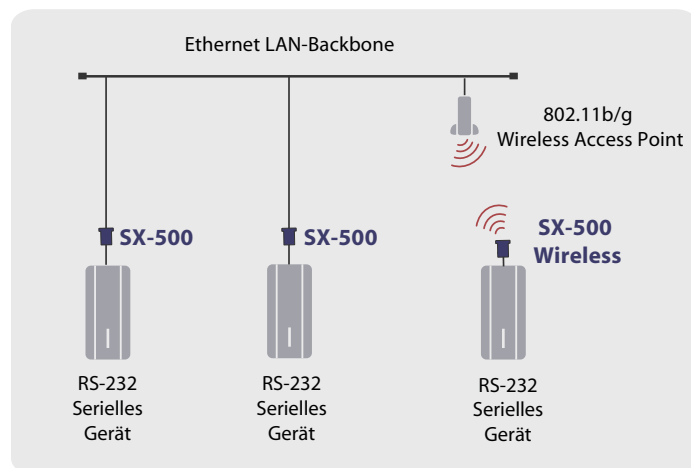 Ethernet LAN-Backbone
802.11b/g
Wireless Access Point
SX-500
SX-500
SX-500
Wireless
RS-232
Serielles
Gerät
RS-232
Serielles
Gerät
RS-232
Serielles
Gerät